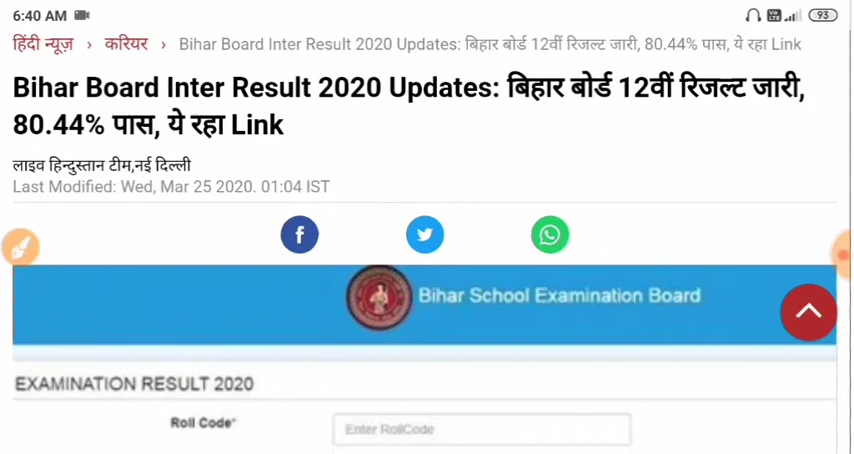 6:40 AM
93
हिंदी न्यूज़ › करियर › Bihar Board Inter Result 2020 Updates: बिहार बोर्ड 12वीं रिजल्ट जारी, 80.44% पास, ये रहा Link
Bihar Board Inter Result 2020 Updates: बिहार बोर्ड 12वीं रिजल्ट जारी,
80.44% पास, ये रहा Link
लाइव हिन्दुस्तान टीम,नई दिल्ली
Last Modified: Wed, Mar 25 2020. 01:04 IST
Bihar School Examination Board
EXAMINATION RESULT 2020
Roll Code*
Enter RollCode